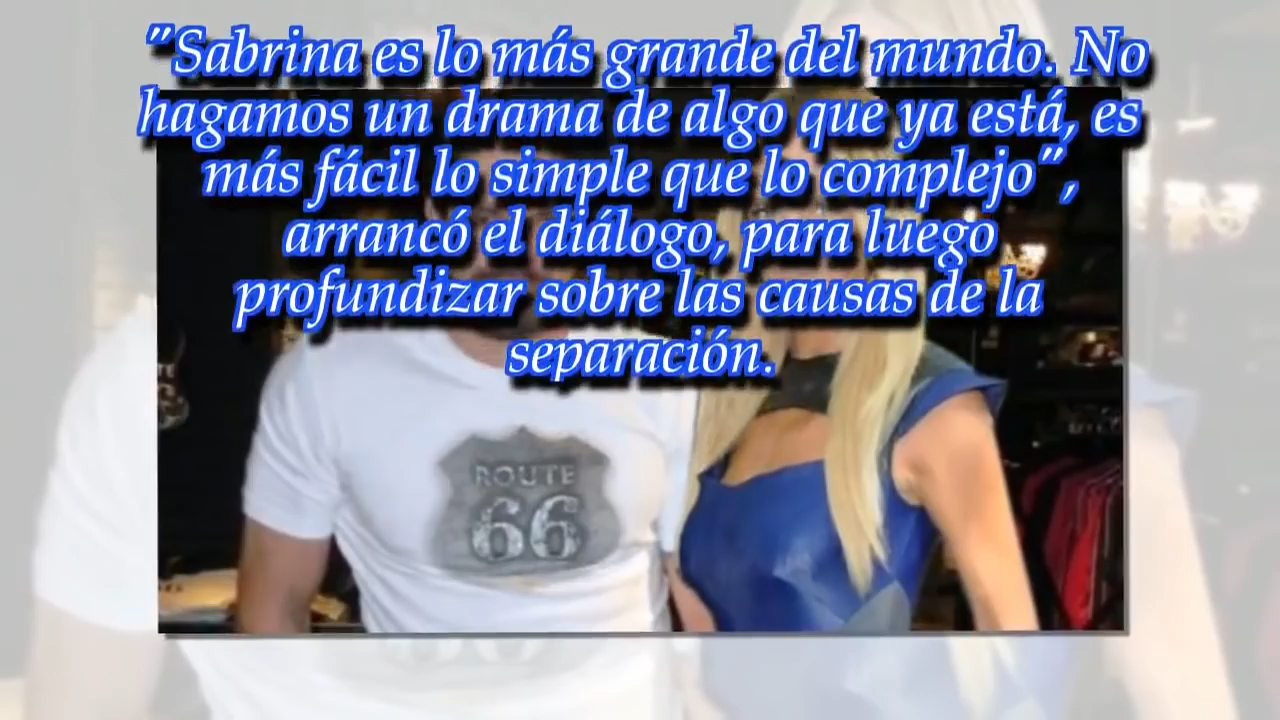 "Sabrina es lo más grande del mundo. No
hagamos un drama de algo que ya está, es
más fácil lo simple que lo complejo",
arrancó el diálogo, para luego
profundizar sobre las causas de la
separación.
ROUTE
66